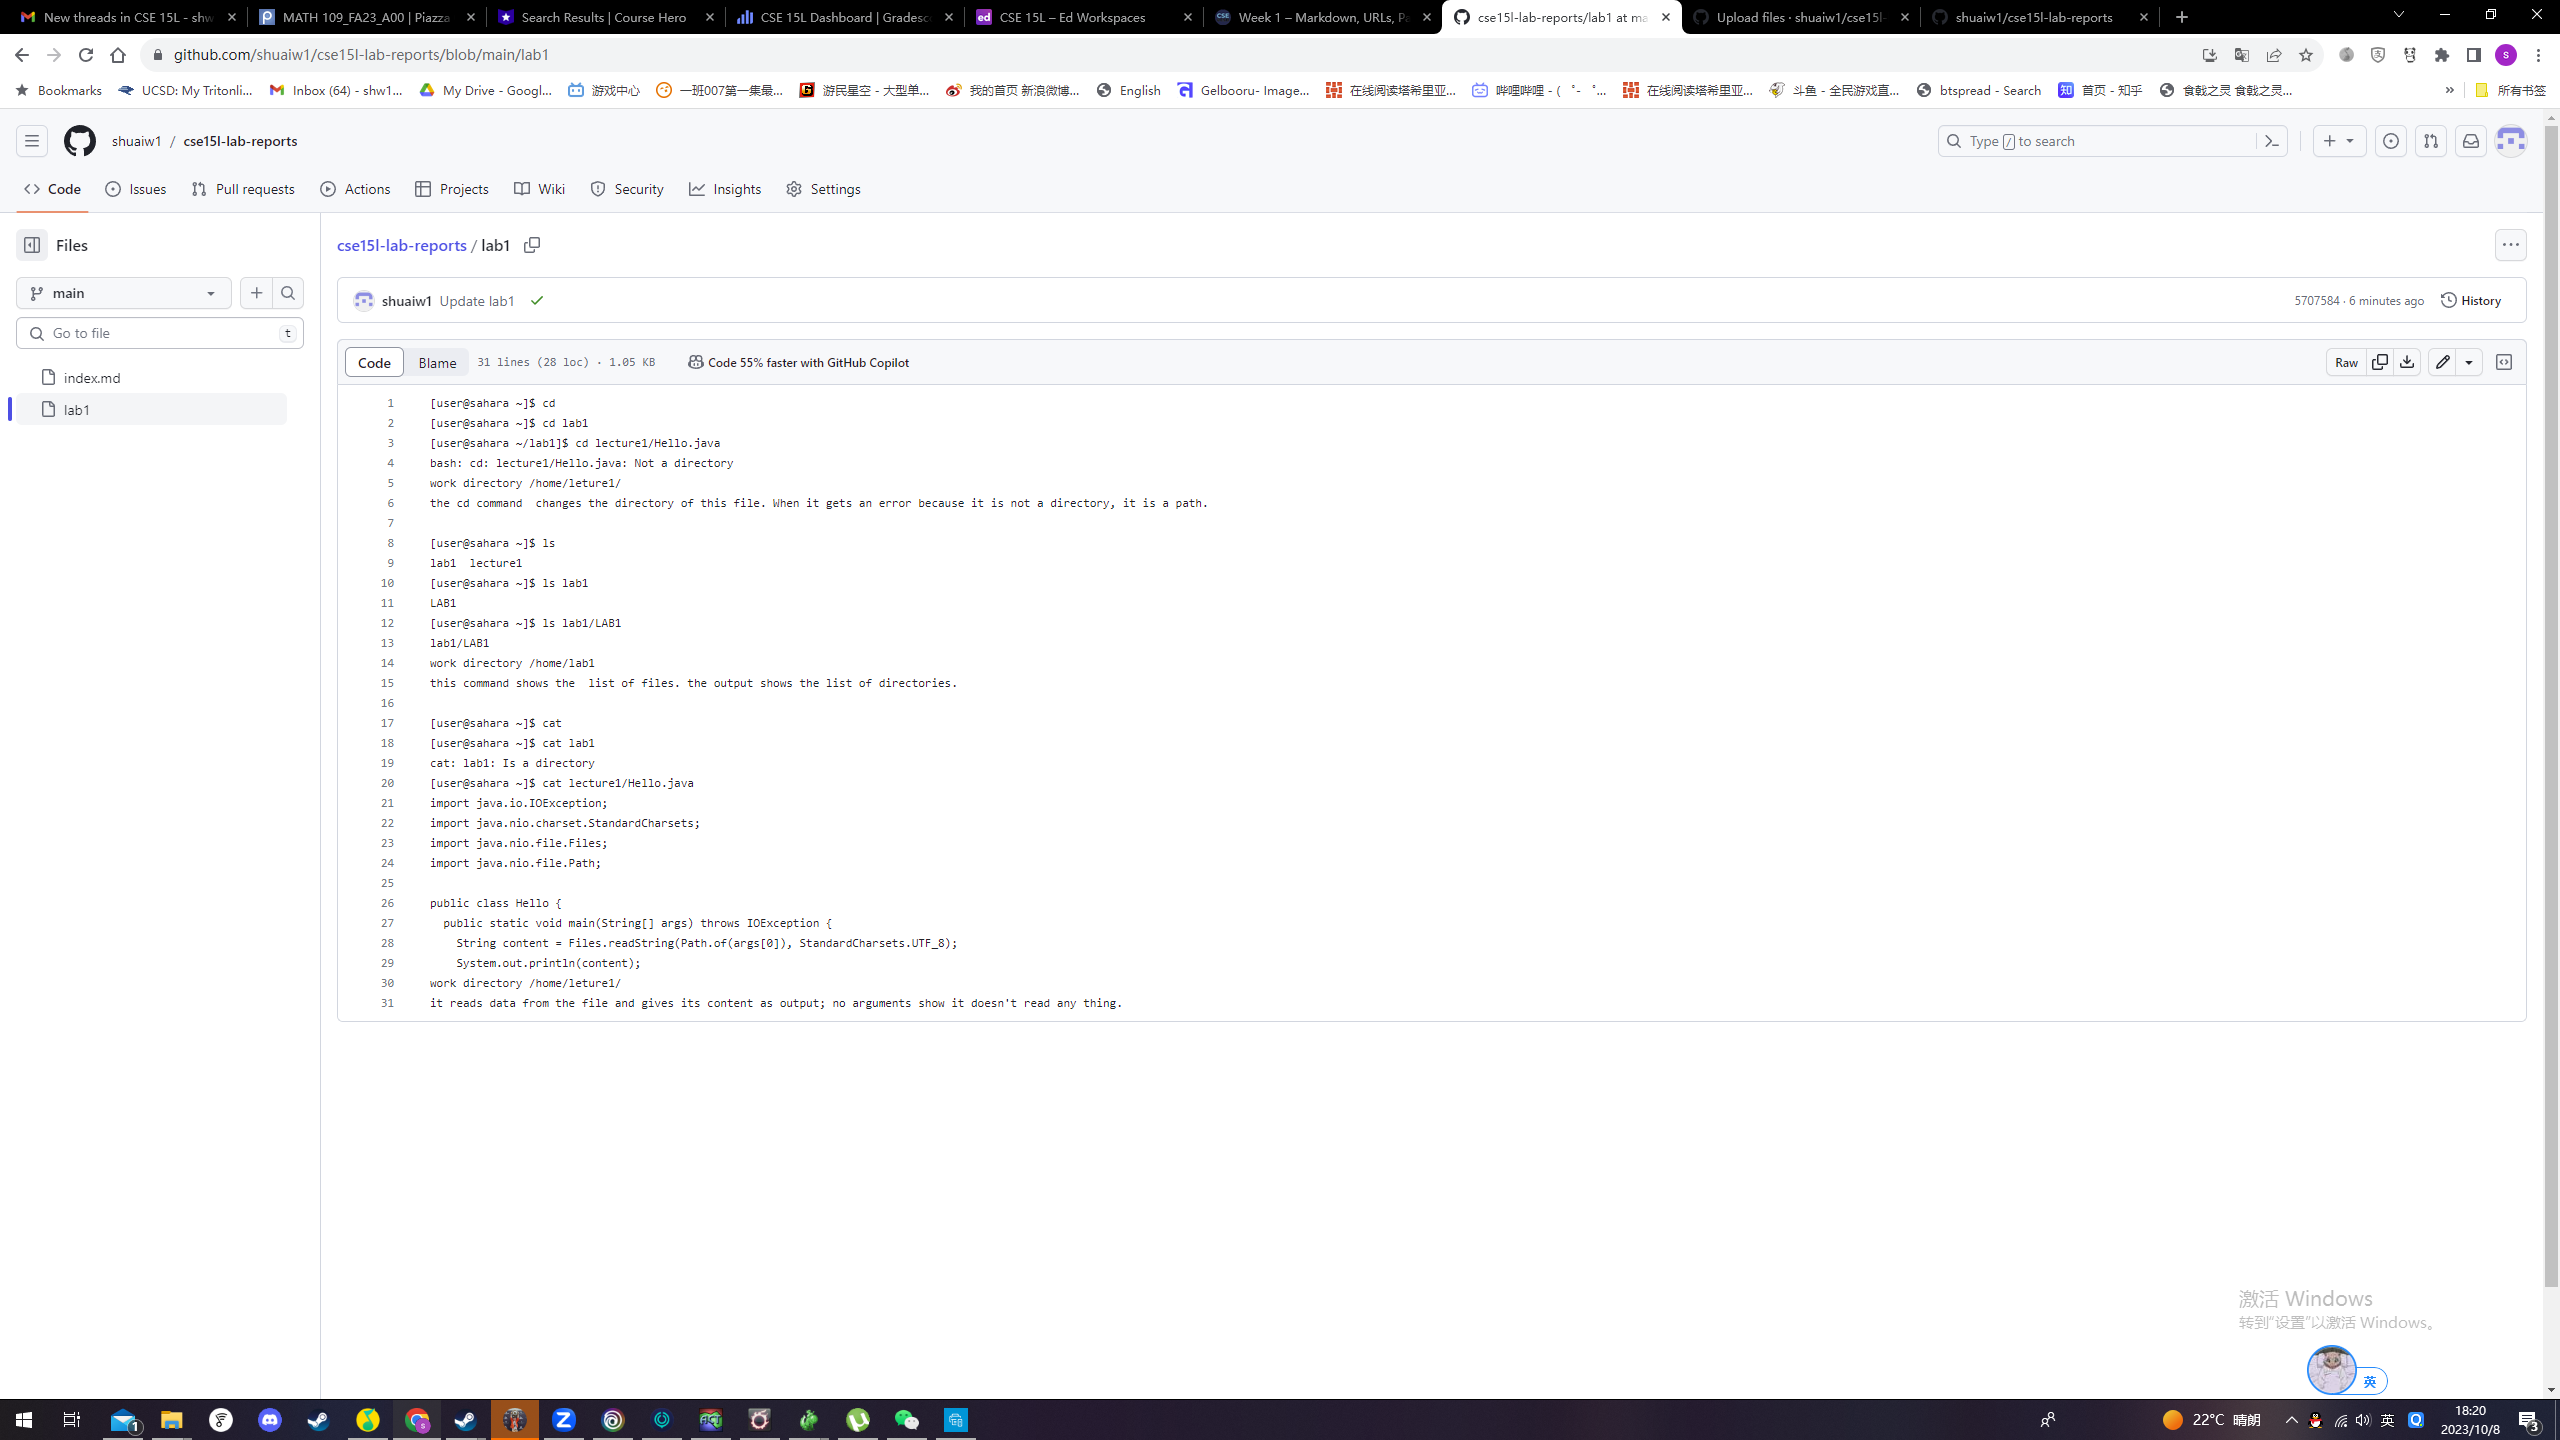 New threads in CSE 15L - shw
MATH 109_FA23_A00 | Piazza
Search Results | Course Hero
CSE 15L Dashboard | Gradesc
CSE 15L – Ed Workspaces
Week 1 – Markdown, URLs, Pa
cse15l-lab-reports/lab1 at ma
Upload files · shuaiw1/cse15l-
shuaiw1/cse15l-lab-reports
github.com/shuaiw1/cse15l-lab-reports/blob/main/lab1
Bookmarks
UCSD: My Tritonli...
Inbox (64) - shw1...
My Drive - Googl...
游戏中心
一班007第一集最...
游民星空 - 大型单...
我的首页 新浪微博...
English
Gelbooru- Image...
在线阅读塔希里亚...
哔哩哔哩 - ( ゜- ゜...
在线阅读塔希里亚...
斗鱼 - 全民游戏直...
btspread - Search
首页 - 知乎
食戟之灵 食戟之灵...
»
所有书签
shuaiw1 / cse15l-lab-reports
Type / to search
Code
Issues
Pull requests
Actions
Projects
Wiki
Security
Insights
Settings
Files
main
Go to file
t
index.md
lab1
cse15l-lab-reports / lab1
shuaiw1 Update lab1
5707584 · 6 minutes ago
History
Code
Blame
31 lines (28 loc) · 1.05 KB
Code 55% faster with GitHub Copilot
Raw
1 [user@sahara ~]$ cd
2 [user@sahara ~]$ cd lab1
3 [user@sahara ~/lab1]$ cd lecture1/Hello.java
4 bash: cd: lecture1/Hello.java: Not a directory
5 work directory /home/leture1/
6 the cd command  changes the directory of this file. When it gets an error because it is not a directory, it is a path.
7
8 [user@sahara ~]$ ls
9 lab1  lecture1
10 [user@sahara ~]$ ls lab1
11 LAB1
12 [user@sahara ~]$ ls lab1/LAB1
13 lab1/LAB1
14 work directory /home/lab1
15 this command shows the  list of files. the output shows the list of directories.
16
17 [user@sahara ~]$ cat
18 [user@sahara ~]$ cat lab1
19 cat: lab1: Is a directory
20 [user@sahara ~]$ cat lecture1/Hello.java
21 import java.io.IOException;
22 import java.nio.charset.StandardCharsets;
23 import java.nio.file.Files;
24 import java.nio.file.Path;
25
26 public class Hello {
27   public static void main(String[] args) throws IOException {
28     String content = Files.readString(Path.of(args[0]), StandardCharsets.UTF_8);
29     System.out.println(content);
30 work directory /home/leture1/
31 it reads data from the file and gives its content as output; no arguments show it doesn't read any thing.
激活 Windows
转到"设置"以激活 Windows。
英
22°C 晴朗
英
18:20
2023/10/8